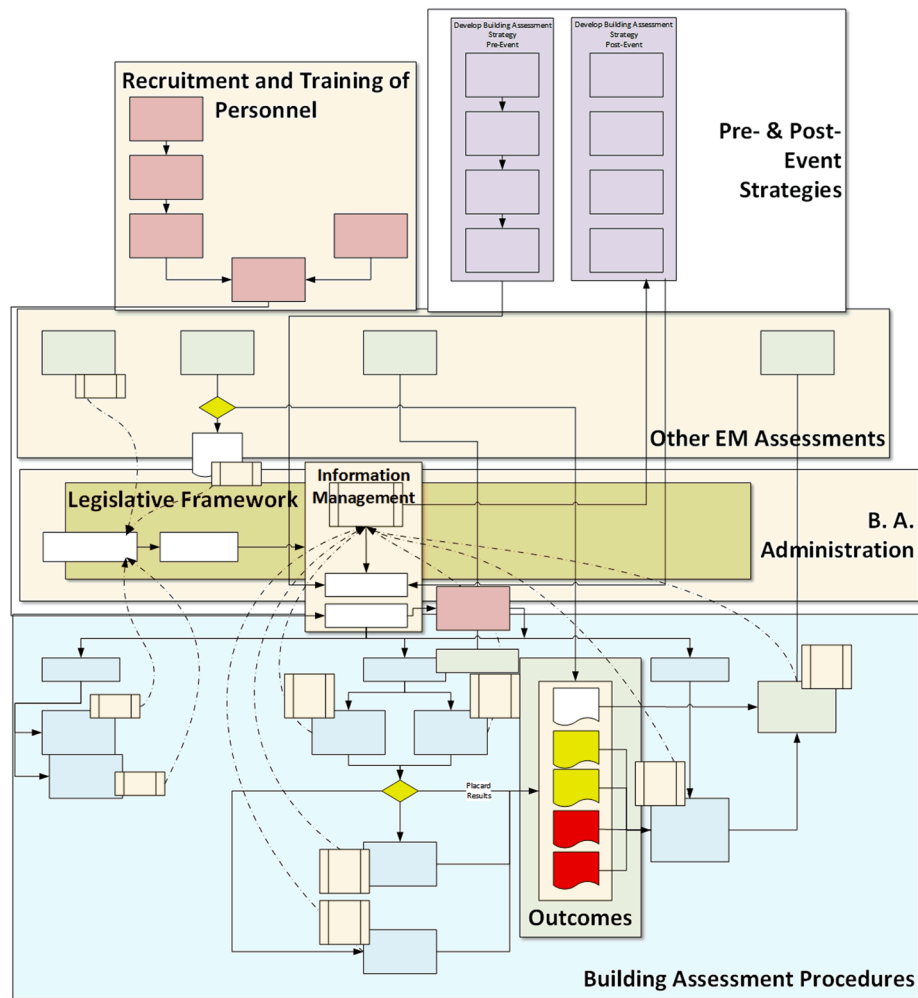 Develop Building Assessment
Strategy
Pre-Event
Develop Building Assessment
Strategy
Post-Event
Recruitment and Training of
Personnel
Pre- & Post-
Event
Strategies
Other EM Assessments
Information
Management
Legislative Framework
B. A.
Administration
Placard
Results
Outcomes
Building Assessment Procedures